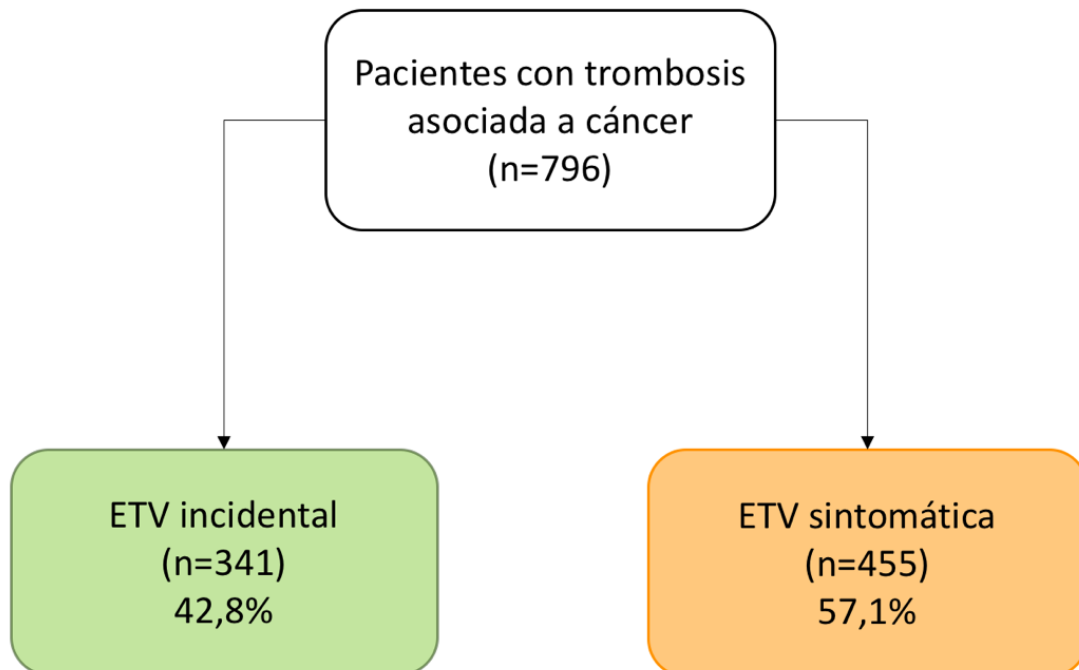 Pacientes con trombosis
asociada a cáncer
(n=796)
ETV incidental
(n=341)
42,8%
ETV sintomática
(n=455)
57,1%